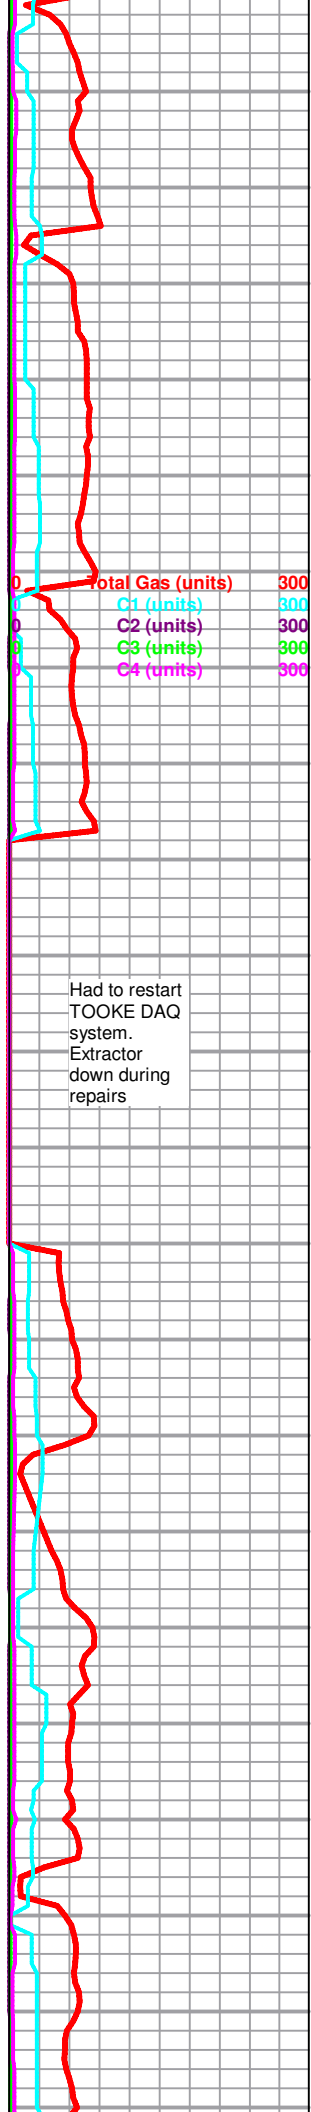 0 Total Gas (units) 300
0 C1 (units) 300
0 C2 (units) 300
0 C3 (units) 300
0 C4 (units) 300
Had to restart
TOOKE DAQ
system.
Extractor
down during
repairs